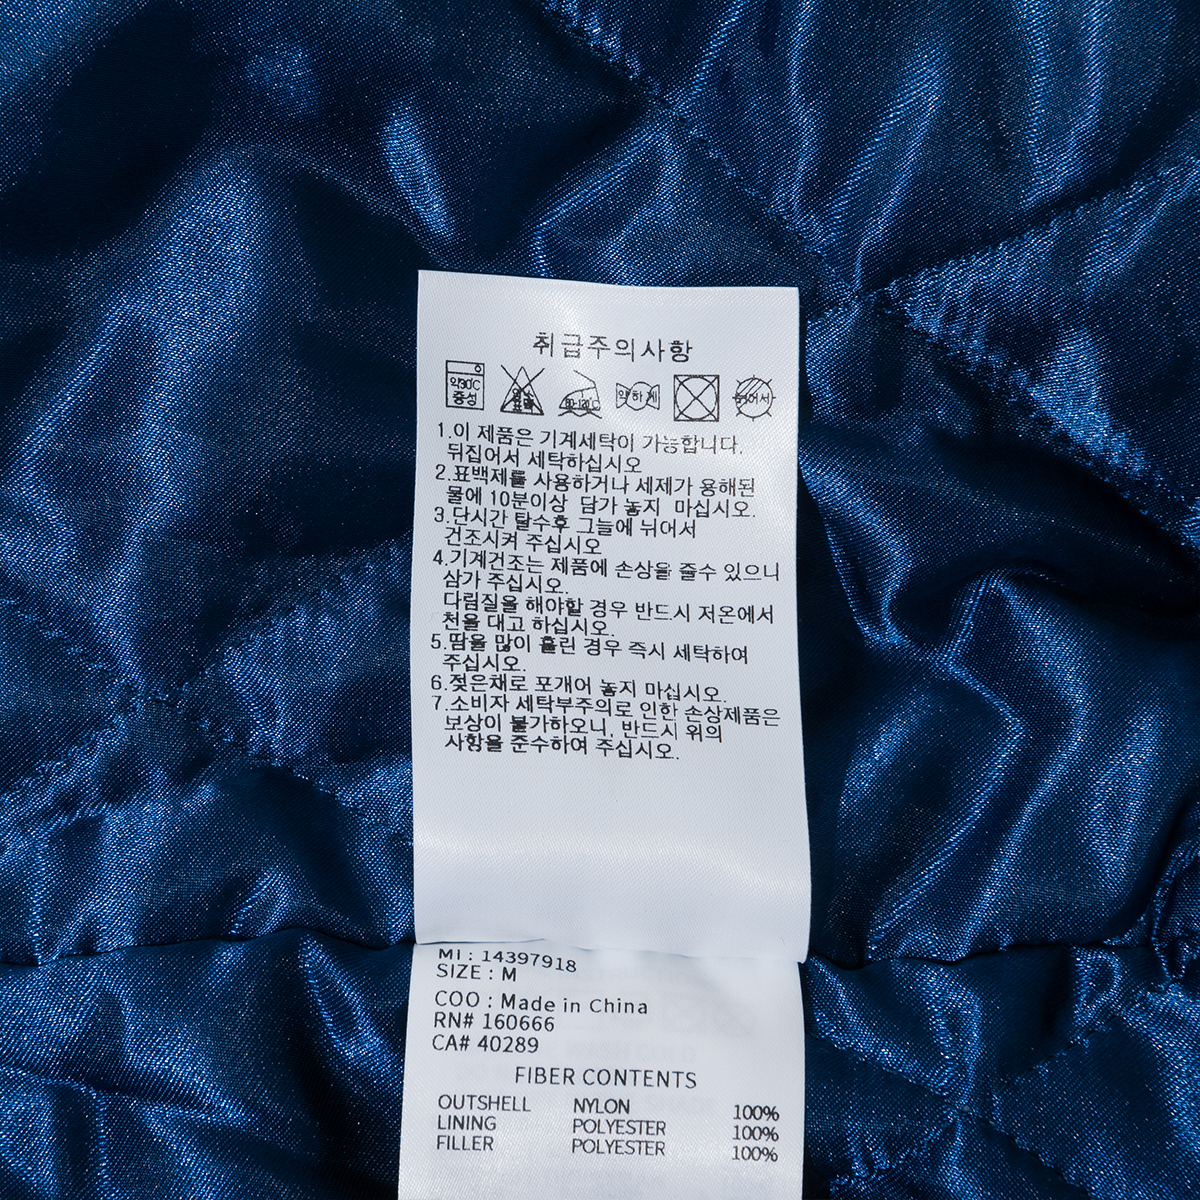 취급주의사항
약30℃
중성
염소
표백
80-120℃
약하게
뉘어서
1.이 제품은 기계세탁이 가능합니다.
뒤집어서 세탁하십시오
2.표백제를 사용하거나 세제가 용해된
물에 10분이상 담가 놓지 마십시오.
3.단시간 탈수후 그늘에 뉘어서
건조시켜 주십시오
4.기계건조는 제품에 손상을 줄수 있으니
삼가 주십시오.
다림질을 해야할 경우 반드시 저온에서
천을 대고 하십시오.
5.땀을 많이 흘린 경우 즉시 세탁하여
주십시오.
6.젖은채로 포개어 놓지 마십시오.
7.소비자 세탁부주의로 인한 손상제품은
보상이 불가하오니, 반드시 위의
사항을 준수하여 주십시오.
MI : 14397918
SIZE : M
COO : Made in China
RN# 160666
CA# 40289
FIBER CONTENTS
OUTSHELL NYLON 100%
LINING POLYESTER 100%
FILLER POLYESTER 100%